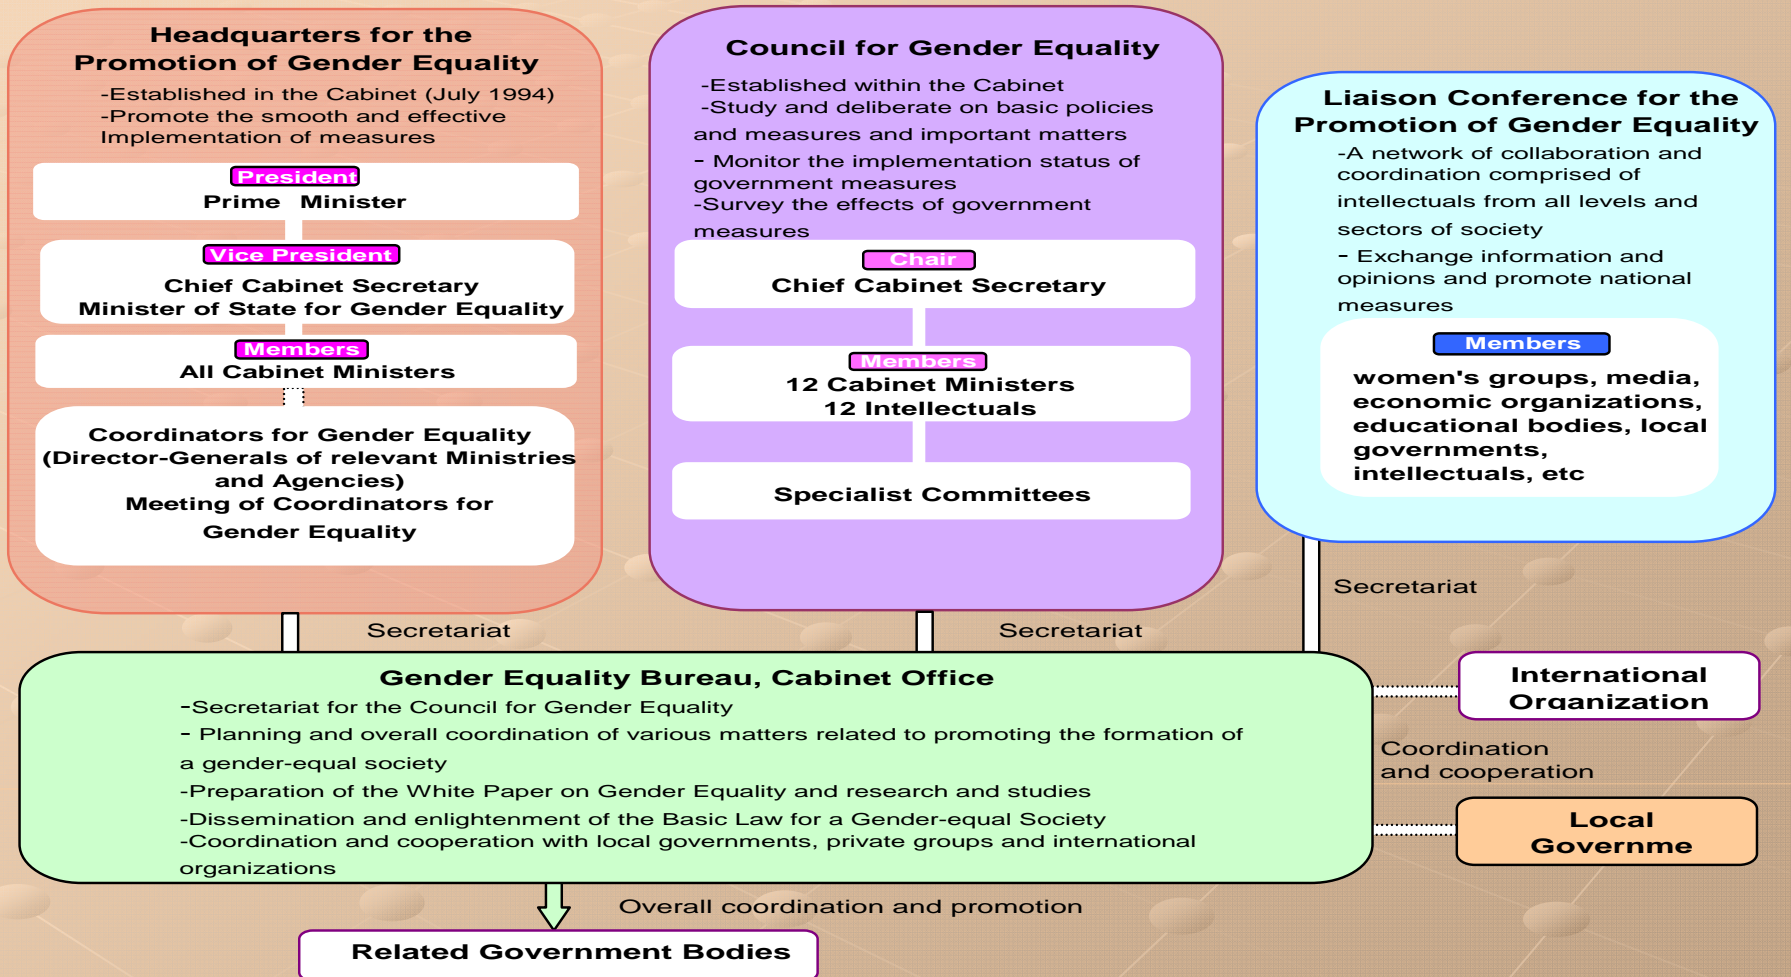 Headquarters for the
Promotion of Gender Equality
-Established in the Cabinet (July 1994)
-Promote the smooth and effective
Implementation of measures
President
Prime Minister
Vice President
Chief Cabinet Secretary
Minister of State for Gender Equality
Members
All Cabinet Ministers
Coordinators for Gender Equality
(Director-Generals of relevant Ministries
and Agencies)
Meeting of Coordinators for
Gender Equality
Council for Gender Equality
-Established within the Cabinet
-Study and deliberate on basic policies
and measures and important matters
- Monitor the implementation status of
government measures
-Survey the effects of government
measures
Chair
Chief Cabinet Secretary
Members
12 Cabinet Ministers
12 Intellectuals
Specialist Committees
Liaison Conference for the
Promotion of Gender Equality
-A network of collaboration and
coordination comprised of
intellectuals from all levels and
sectors of society
- Exchange information and
opinions and promote national
measures
Members
women's groups, media,
economic organizations,
educational bodies, local
governments,
intellectuals, etc
Secretariat
Secretariat
Secretariat
Gender Equality Bureau, Cabinet Office
-Secretariat for the Council for Gender Equality
- Planning and overall coordination of various matters related to promoting the formation of
a gender-equal society
-Preparation of the White Paper on Gender Equality and research and studies
-Dissemination and enlightenment of the Basic Law for a Gender-equal Society
-Coordination and cooperation with local governments, private groups and international
organizations
International
Organization
Coordination
and cooperation
Local
Governme
Overall coordination and promotion
Related Government Bodies